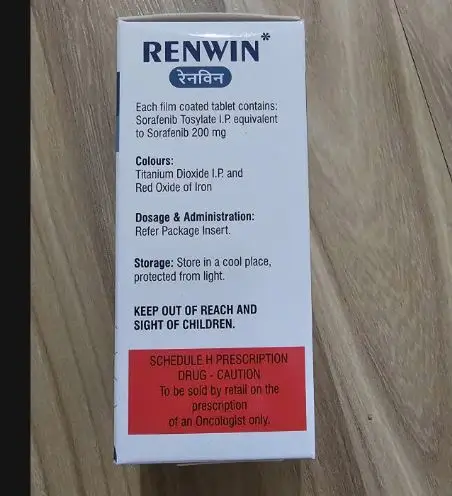 RENWIN*
रेनविन
Each film coated tablet contains:
Sorafenib Tosylate I.P. equivalent
to Sorafenib 200 mg
Colours:
Titanium Dioxide I.P. and
Red Oxide of Iron
Dosage & Administration:
Refer Package Insert.
Storage: Store in a cool place,
protected from light.
KEEP OUT OF REACH AND
SIGHT OF CHILDREN.
SCHEDULE H PRESCRIPTION
DRUG - CAUTION
To be sold by retail on the
prescription
of an Oncologist only.